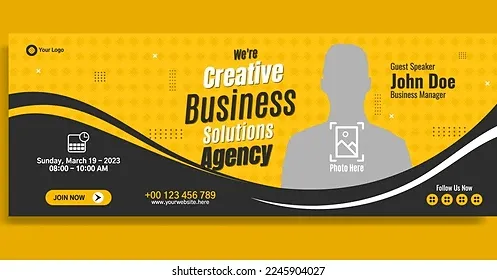 Your Logo
We're
Creative
Business
Solutions
Agency
Guest Speaker
John Doe
Business Manager
Photo Here
Sunday, March 19 – 2023
08:00 – 10:00 AM
JOIN NOW
+00 123 456 789
www.yourwebsite.here
Follow Us Now
shutterstock.com · 2245904027